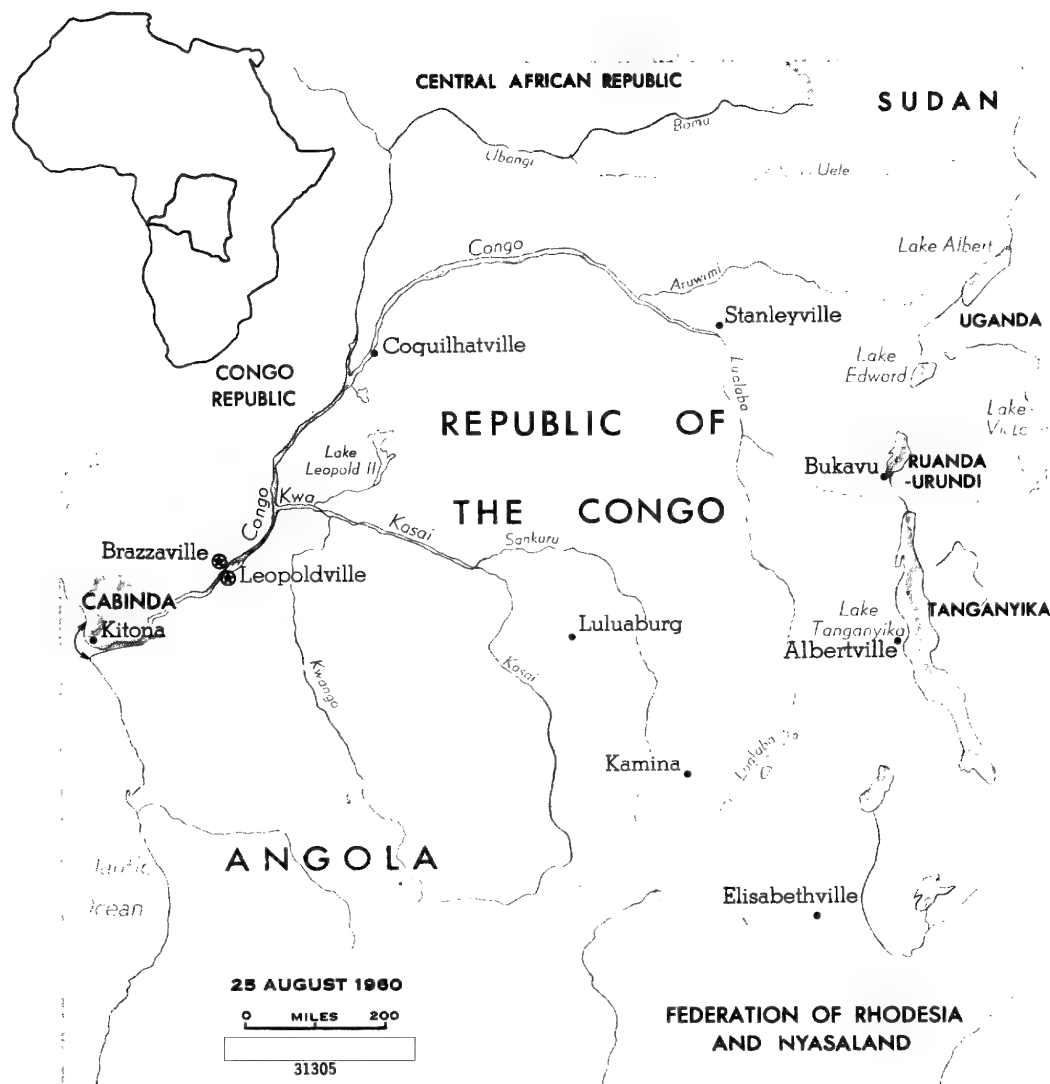 CENTRAL AFRICAN REPUBLIC
SUDAN
Bomu
Ubangi
Uele
Congo
Lake Albert
Aruwimi
Stanleyville
UGANDA
Coquilhatville
Lake
Edward
CONGO
REPUBLIC
Lualaba
Lake
REPUBLIC OF
Lake
Leopold II
Bukavu
RUANDA
-URUNDI
Congo
Kwa
THE CONGO
Kasai
Sankuru
Brazzaville
Leopoldville
CABINDA
Kitona
Lake
Tanganyika
TANGANYIKA
Luluaburg
Albertville
Kasai
Kwango
Kamina
Lualaba
ANGOLA
Ocean
Elisabethville
25 AUGUST 1960
0 MILES 200
31305
FEDERATION OF RHODESIA
AND NYASALAND